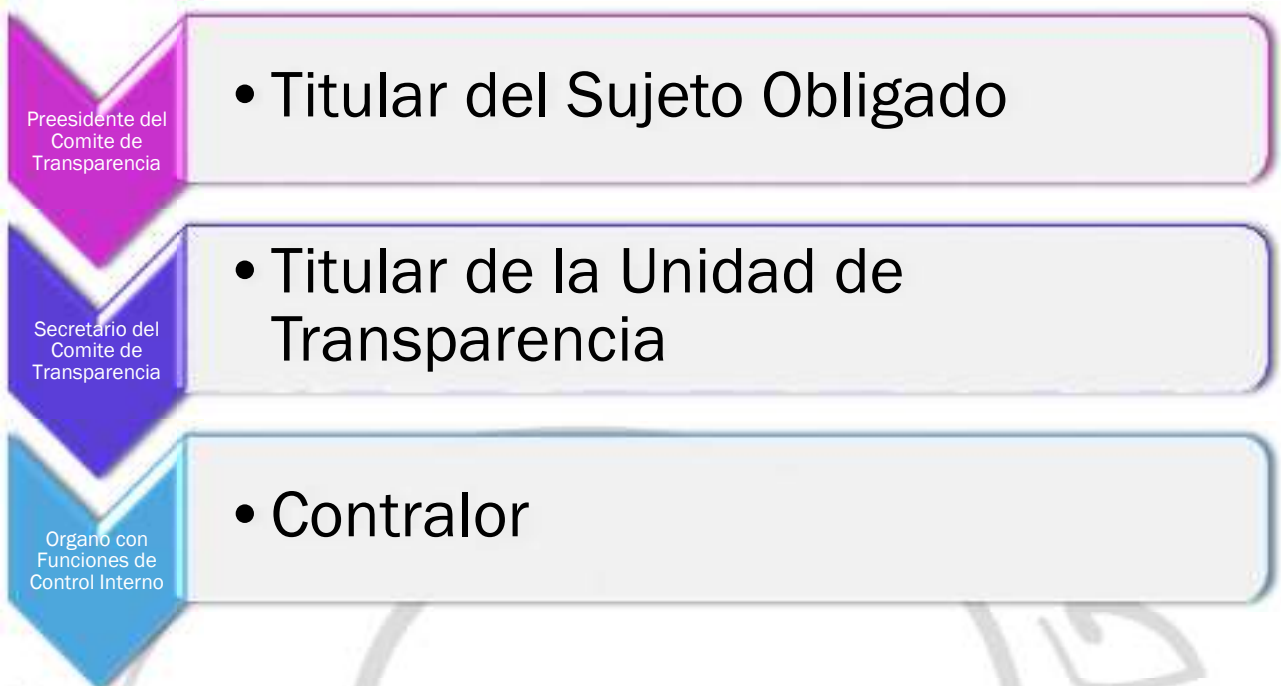 Preesidente del
Comite de
Transparencia
• Titular del Sujeto Obligado
Secretario del
Comite de
Transparencia
• Titular de la Unidad de
Transparencia
Organo con
Funciones de
Control Interno
• Contralor